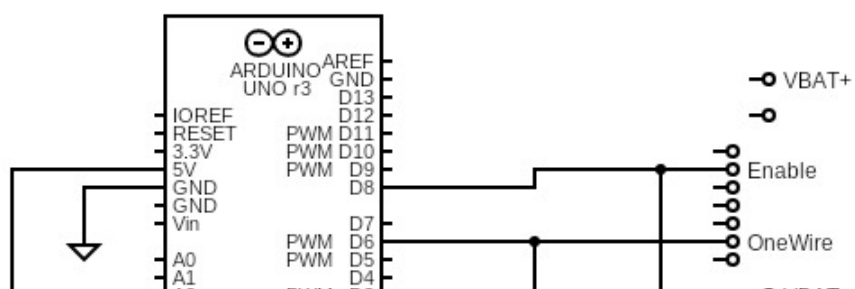 ARDUINO
UNO r3
AREF
GND
D13
D12
PWM D11
PWM D10
PWM D9
D8
D7
PWM D6
PWM D5
D4
IOREF
RESET
3.3V
5V
GND
GND
Vin
A0
A1
VBAT+
Enable
OneWire